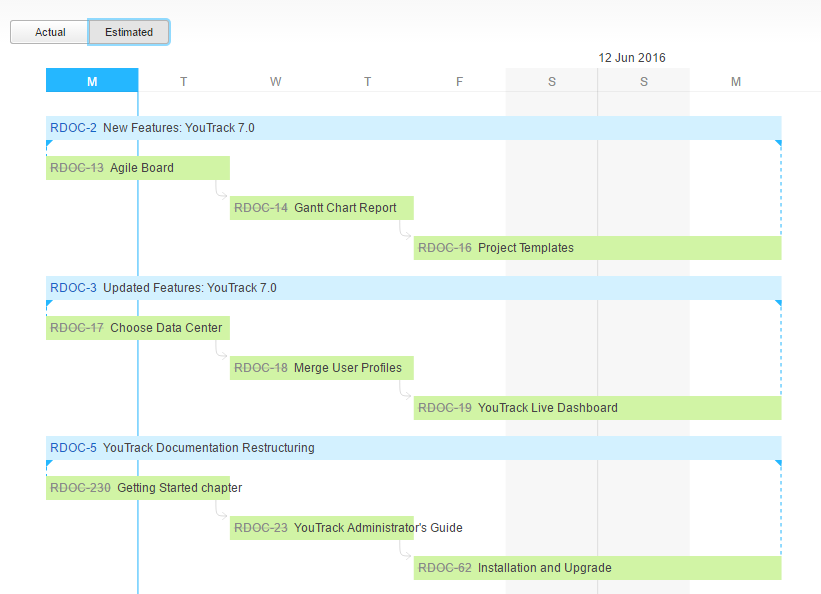 Actual Estimated
12 Jun 2016
M T W T F S S M
RDOC-2 New Features: YouTrack 7.0
RDOC-13 Agile Board
RDOC-14 Gantt Chart Report
RDOC-16 Project Templates
RDOC-3 Updated Features: YouTrack 7.0
RDOC-17 Choose Data Center
RDOC-18 Merge User Profiles
RDOC-19 YouTrack Live Dashboard
RDOC-5 YouTrack Documentation Restructuring
RDOC-230 Getting Started chapter
RDOC-23 YouTrack Administrator's Guide
RDOC-62 Installation and Upgrade